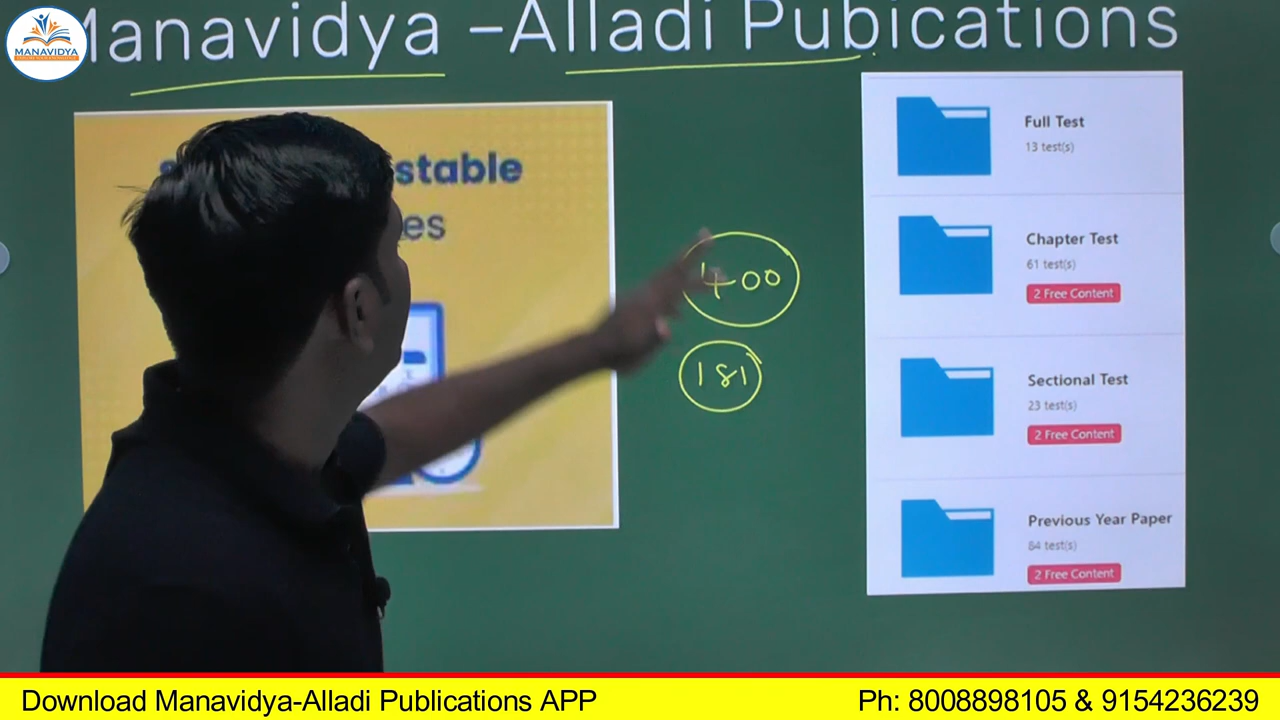 Manavidya –Alladi Pubications
MANAVIDYA
stable
es
400
181
Full Test
13 test(s)
Chapter Test
61 test(s)
2 Free Content
Sectional Test
23 test(s)
2 Free Content
Previous Year Paper
84 test(s)
2 Free Content
Download Manavidya-Alladi Publications APP
Ph: 8008898105 & 9154236239